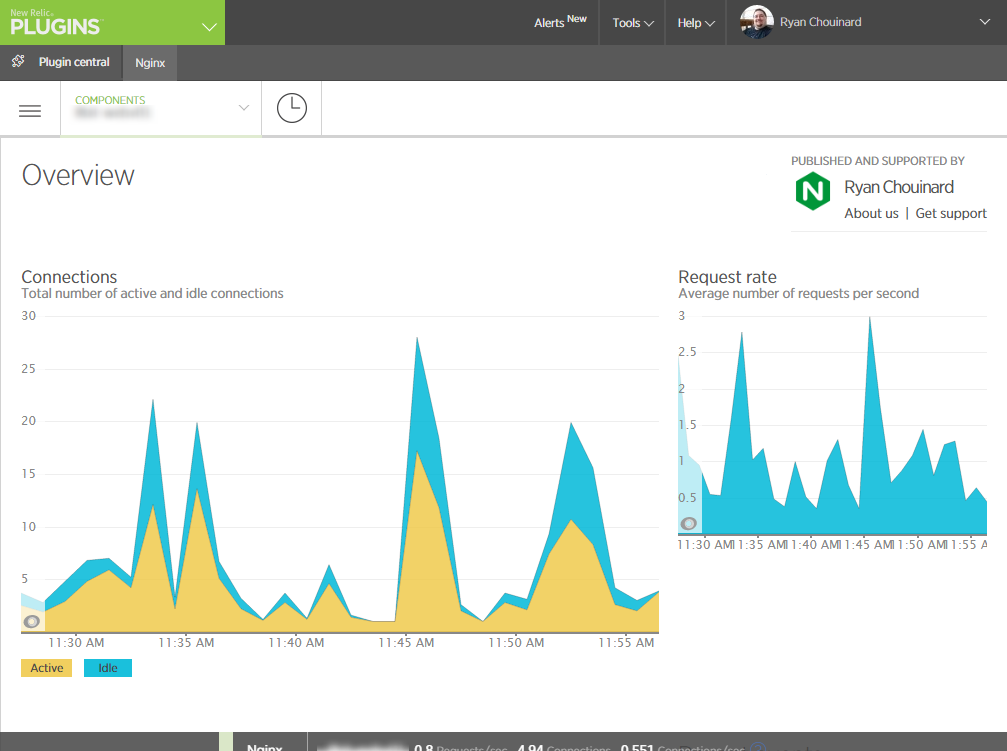 New Relic®
PLUGINS
Alerts New
Tools
Help
Ryan Chouinard
Plugin central
Nginx
COMPONENTS
Overview
PUBLISHED AND SUPPORTED BY
Ryan Chouinard
About us | Get support
Connections
Total number of active and idle connections
30
25
20
15
10
5
11:30 AM 11:35 AM 11:40 AM 11:45 AM 11:50 AM 11:55 AM
Active Idle
Request rate
Average number of requests per second
3
2.5
2
1.5
1
0.5
11:30 AM 11:35 AM 11:40 AM 11:45 AM 11:50 AM 11:55 A
Nginx 0.8 Requests/sec 4.94 Connections 0.551 Connections/sec